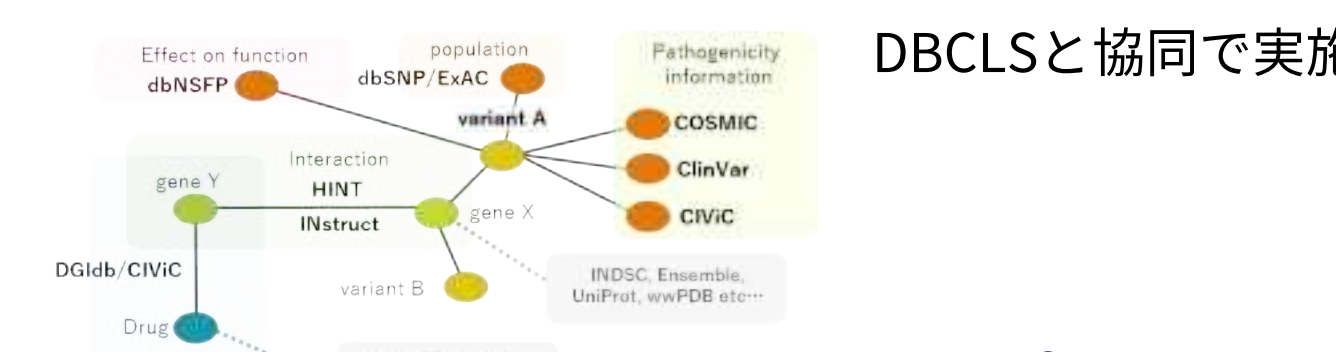 Effect on function
dbNSFP
population
dbSNP/ExAC
Pathogenicity
information
DBCLSと協同で実施
variant A
COSMIC
ClinVar
CIViC
Interaction
HINT
INstruct
gene Y
gene X
DGIdb/CIViC
variant B
INDSC, Ensemble,
UniProt, wwPDB etc…
Drug